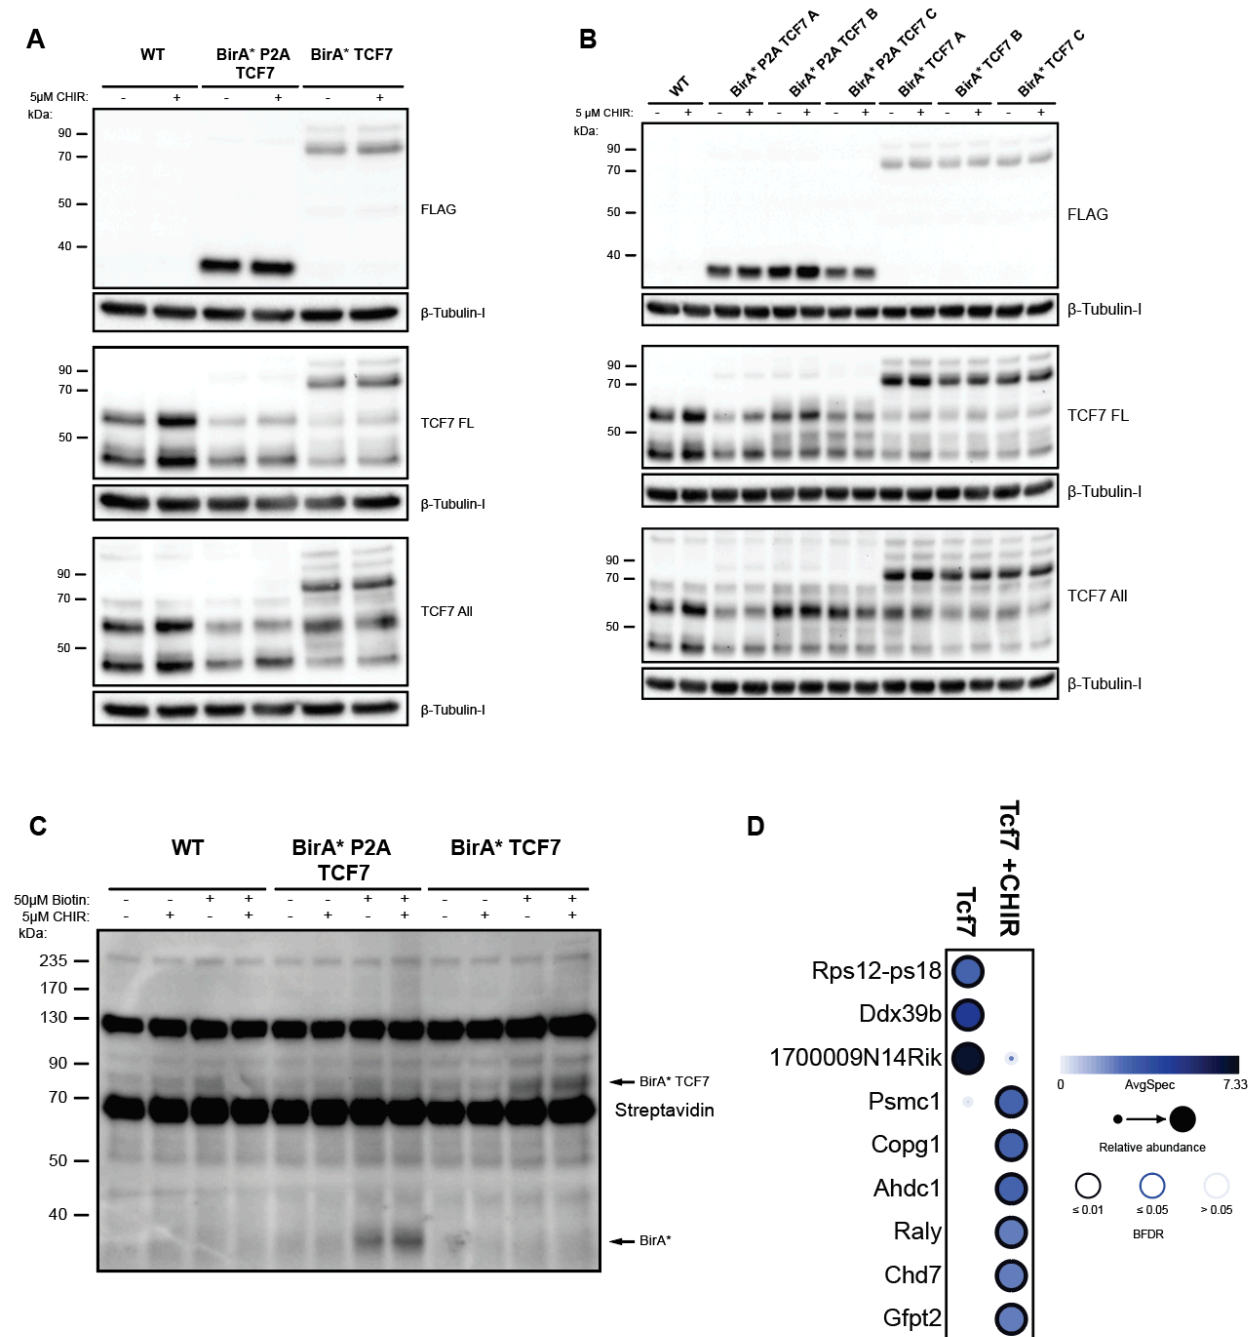 A
WT
BirA* P2A
TCF7
BirA* TCF7
5µM CHIR: - + - + - +
kDa:
90
70
50
40
FLAG
β-Tubulin-I
90
70
50
TCF7 FL
β-Tubulin-I
90
70
50
TCF7 All
β-Tubulin-I
B
WT
BirA* P2A TCF7 A
BirA* P2A TCF7 B
BirA* P2A TCF7 C
BirA* TCF7 A
BirA* TCF7 B
BirA* TCF7 C
5 µM CHIR: - + - + - + - + - + - + - +
kDa:
90
70
50
40
FLAG
β-Tubulin-I
90
70
50
TCF7 FL
β-Tubulin-I
90
70
50
TCF7 All
β-Tubulin-I
C
WT
BirA* P2A
TCF7
BirA* TCF7
50µM Biotin: - - + + - - + + - - + +
5µM CHIR: - + - + - + - + - + - +
kDa:
235
170
130
90
70
50
40
BirA* TCF7
Streptavidin
BirA*
D
Tcf7
Tcf7 +CHIR
Rps12-ps18
Ddx39b
1700009N14Rik
Psmc1
Copg1
Ahdc1
Raly
Chd7
Gfpt2
0 AvgSpec 7.33
Relative abundance
≤ 0.01 ≤ 0.05 > 0.05
BFDR